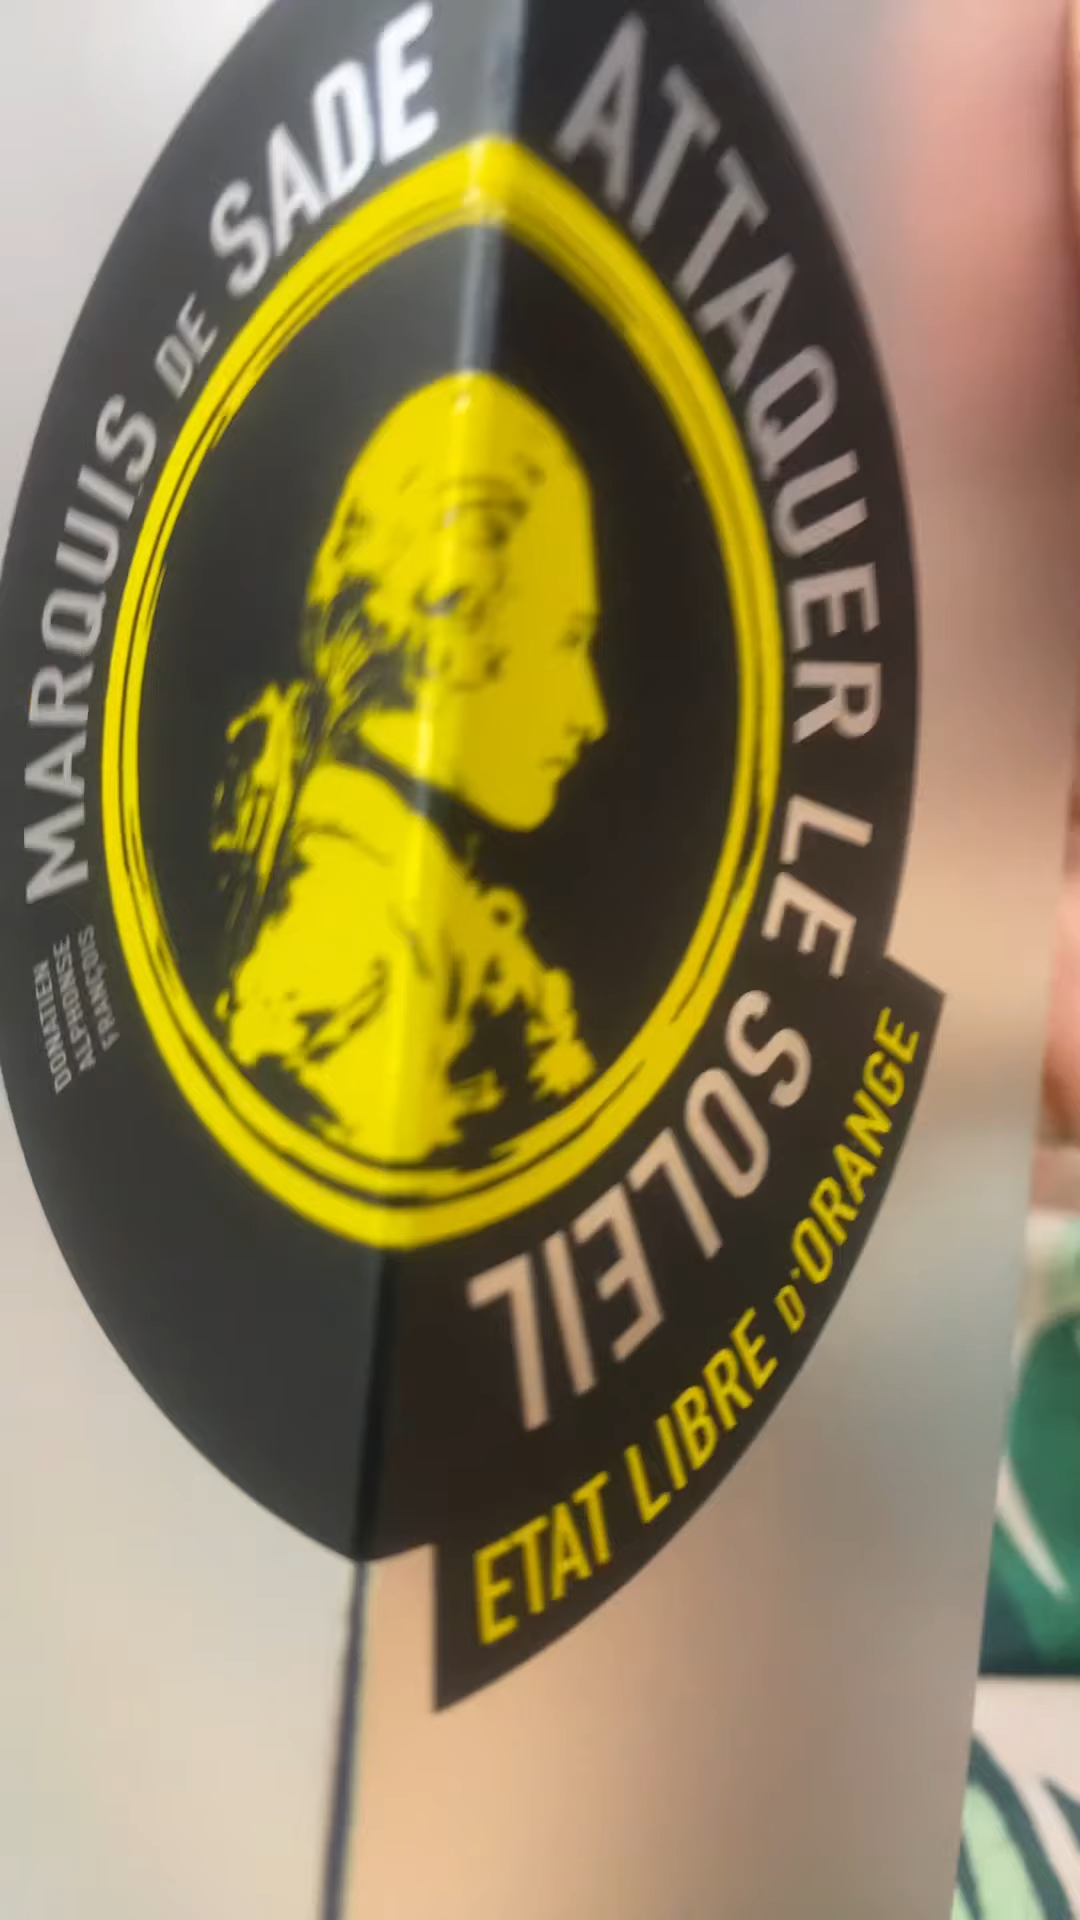 DONATIEN
ALPHONSE
FRANÇOIS
MARQUIS DE SADE
ATTAQUER LE SOLEIL
ETAT LIBRE D'ORANGE